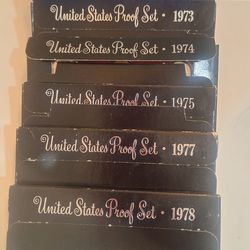 United States Proof Set • 1973
United States Proof Set • 1974
United States Proof Set • 1975
United States Proof Set • 1977
United States Proof Set • 1978